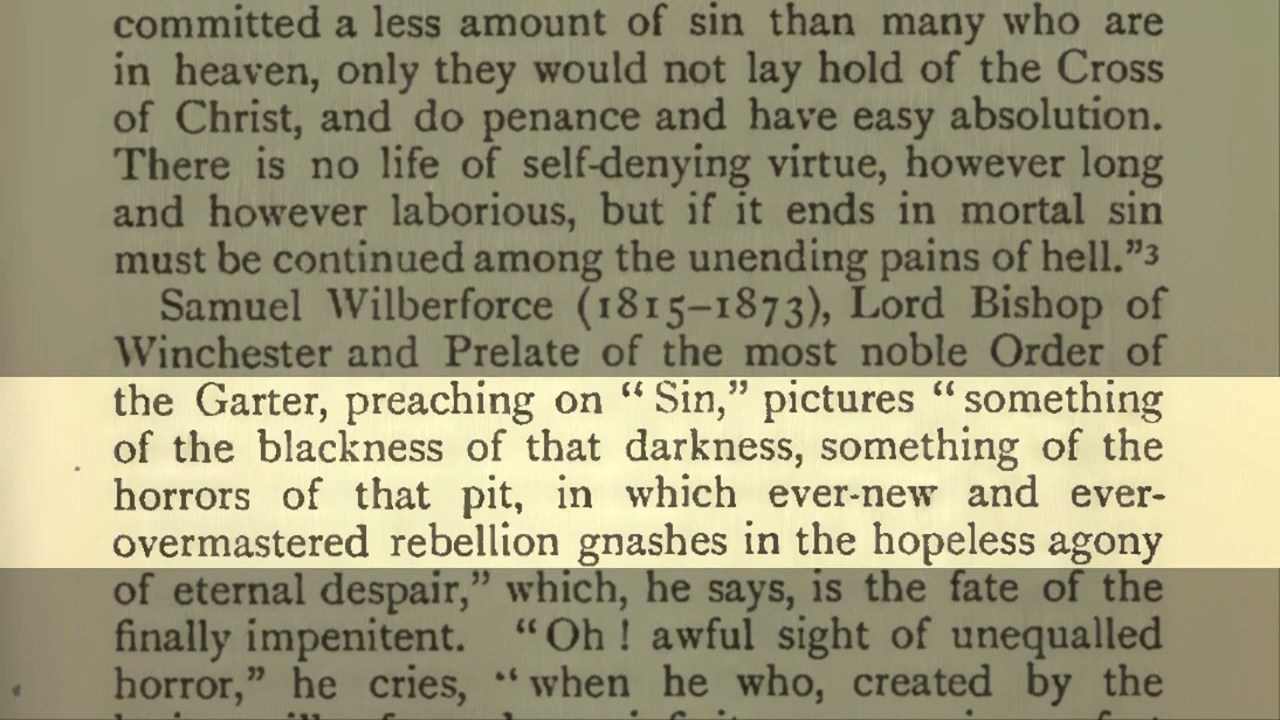 committed a less amount of sin than many who are
in heaven, only they would not lay hold of the Cross
of Christ, and do penance and have easy absolution.
There is no life of self-denying virtue, however long
and however laborious, but if it ends in mortal sin
must be continued among the unending pains of hell.”3
Samuel Wilberforce (1815–1873), Lord Bishop of
Winchester and Prelate of the most noble Order of
the Garter, preaching on “Sin,” pictures “something
of the blackness of that darkness, something of the
horrors of that pit, in which ever-new and ever-
overmastered rebellion gnashes in the hopeless agony
of eternal despair,” which, he says, is the fate of the
finally impenitent. “Oh! awful sight of unequalled
horror,” he cries, “when he who, created by the